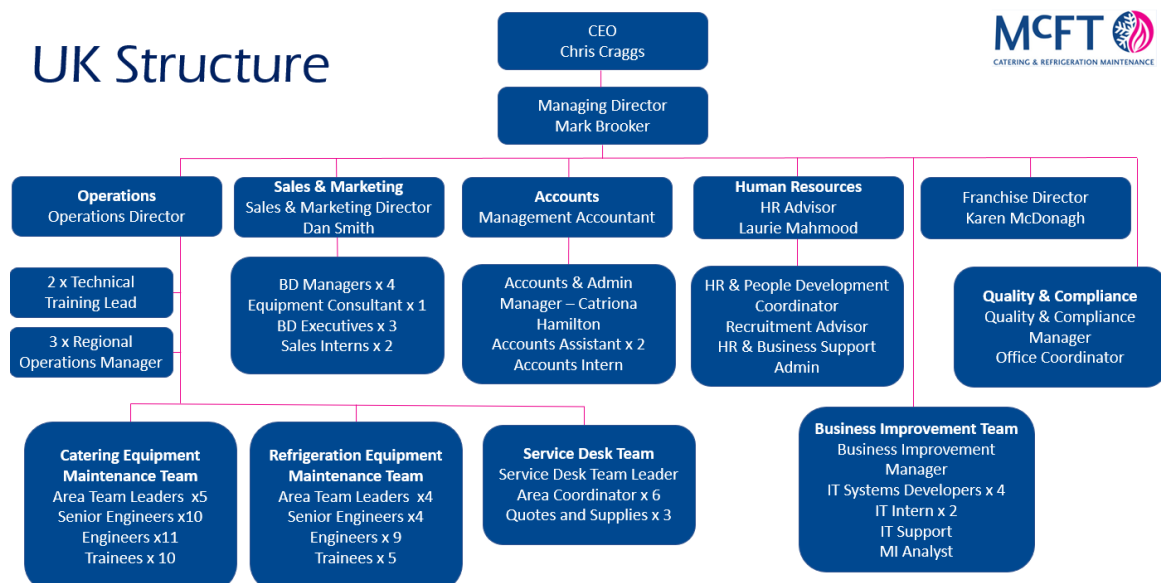 UK Structure
McFT
CATERING & REFRIGERATION MAINTENANCE
CEO
Chris Craggs
Managing Director
Mark Brooker
Operations
Operations Director
Sales & Marketing
Sales & Marketing Director
Dan Smith
Accounts
Management Accountant
Human Resources
HR Advisor
Laurie Mahmood
Franchise Director
Karen McDonagh
2 x Technical
Training Lead
3 x Regional
Operations Manager
BD Managers x 4
Equipment Consultant x 1
BD Executives x 3
Sales Interns x 2
Accounts & Admin
Manager – Catriona
Hamilton
Accounts Assistant x 2
Accounts Intern
HR & People Development
Coordinator
Recruitment Advisor
HR & Business Support
Admin
Quality & Compliance
Quality & Compliance
Manager
Office Coordinator
Catering Equipment
Maintenance Team
Area Team Leaders  x5
Senior Engineers x10
Engineers x11
Trainees x 10
Refrigeration Equipment
Maintenance Team
Area Team Leaders  x4
Senior Engineers x4
Engineers x 9
Trainees x 5
Service Desk Team
Service Desk Team Leader
Area Coordinator x 6
Quotes and Supplies x 3
Business Improvement Team
Business Improvement
Manager
IT Systems Developers x 4
IT Intern x 2
IT Support
MI Analyst